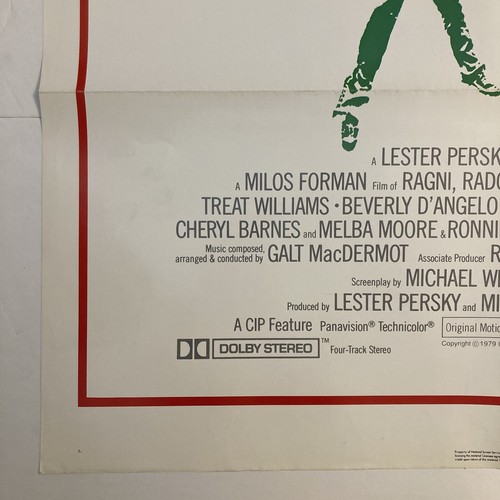 A LESTER PERSK
A MILOS FORMAN Film of RAGNI, RADO
TREAT WILLIAMS • BEVERLY D'ANGELO
CHERYL BARNES and MELBA MOORE & RONNI
Music composed,
arranged & conducted by GALT MacDERMOT Associate Producer R
Screenplay by MICHAEL WE
Produced by LESTER PERSKY and MI
A CIP Feature Panavision® Technicolor® Original Motio
Copyright © 1979
DOLBY STEREO™ Four-Track Stereo